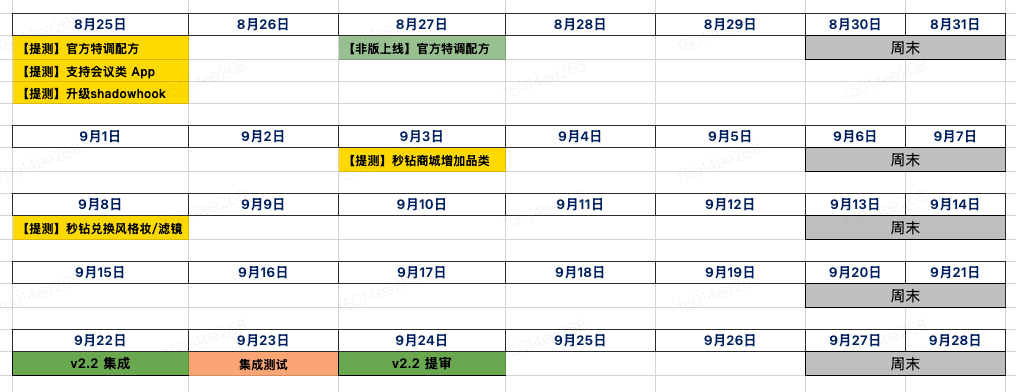 8月25日 8月26日 8月27日 8月28日 8月29日 8月30日 8月31日
【提测】官方特调配方 【非版上线】官方特调配方 周末
【提测】支持会议类 App
【提测】升级shadowhook
9月1日 9月2日 9月3日 9月4日 9月5日 9月6日 9月7日
【提测】秒钻商城增加品类 周末
9月8日 9月9日 9月10日 9月11日 9月12日 9月13日 9月14日
【提测】秒钻兑换风格妆/滤镜 周末
9月15日 9月16日 9月17日 9月18日 9月19日 9月20日 9月21日
周末
9月22日 9月23日 9月24日 9月25日 9月26日 9月27日 9月28日
v2.2 集成 集成测试 v2.2 提审 周末